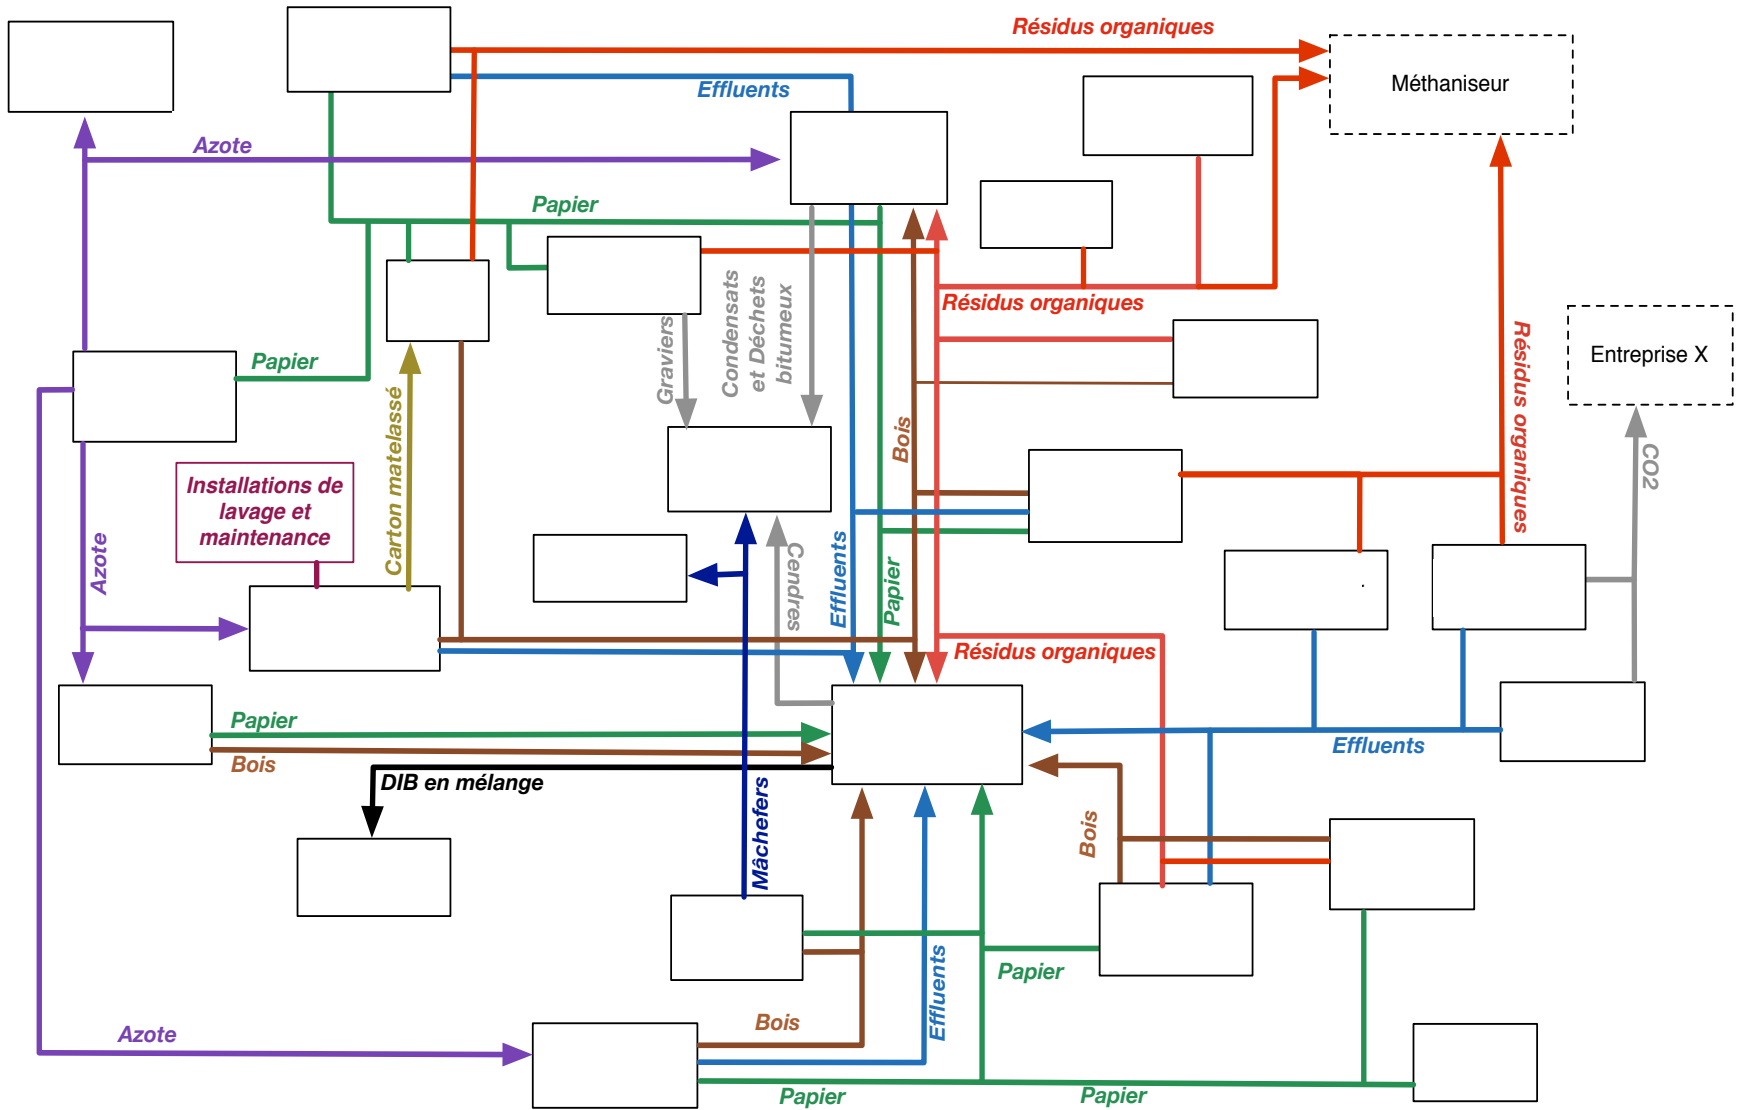 Résidus organiques
Méthaniseur
Effluents
Azote
Papier
Résidus organiques
Condensats
et Déchets
bitumeux
Graviers
Résidus organiques
Entreprise X
Papier
Carton matelassé
Bois
CO2
Installations de
lavage et
maintenance
Azote
Cendres
Effluents
Papier
Résidus organiques
Papier
Bois
Effluents
DIB en mélange
Mâchefers
Bois
Effluents
Papier
Bois
Azote
Papier
Papier